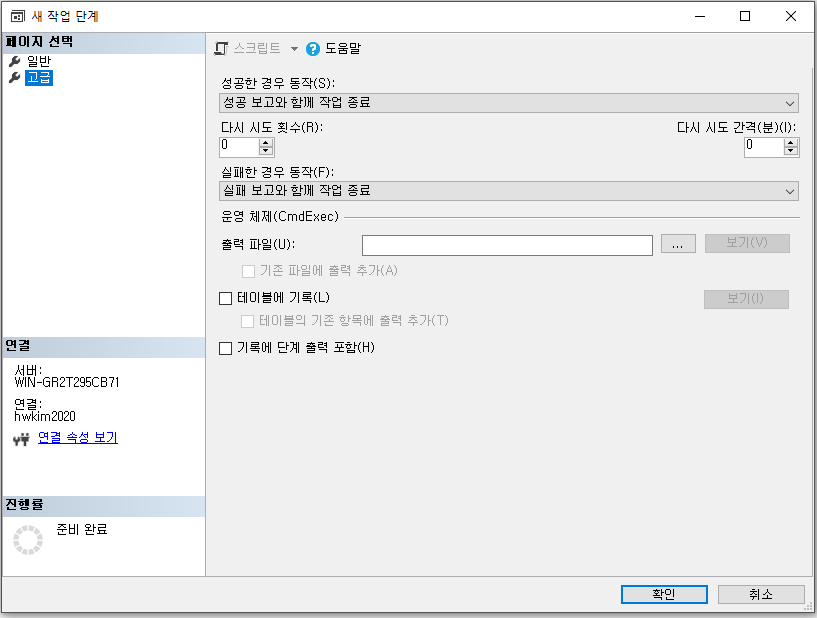 새 작업 단계
페이지 선택
일반
고급
스크립트
도움말
성공한 경우 동작(S):
성공 보고와 함께 작업 종료
다시 시도 횟수(R):
다시 시도 간격(분)(I):
0
0
실패한 경우 동작(F):
실패 보고와 함께 작업 종료
운영 체제(CmdExec)
출력 파일(U):
...
보기(V)
기존 파일에 출력 추가(A)
테이블에 기록(L)
보기(I)
테이블의 기존 항목에 출력 추가(T)
기록에 단계 출력 포함(H)
연결
서버:
WIN-GR2T295CB71
연결:
hwkim2020
연결 속성 보기
진행률
준비 완료
확인
취소